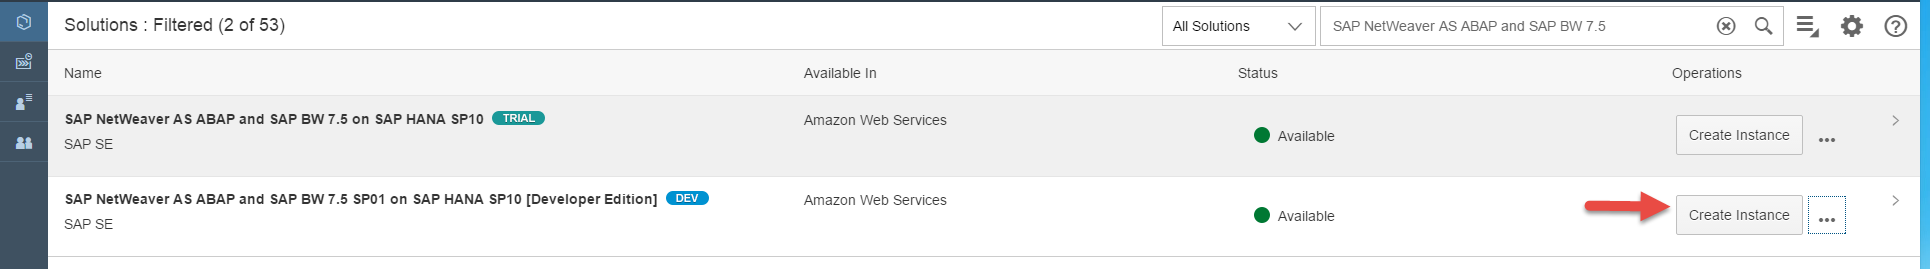 Solutions : Filtered (2 of 53)
All Solutions
SAP NetWeaver AS ABAP and SAP BW 7.5
Name
Available In
Status
Operations
SAP NetWeaver AS ABAP and SAP BW 7.5 on SAP HANA SP10 TRIAL
SAP SE
Amazon Web Services
Available
Create Instance
SAP NetWeaver AS ABAP and SAP BW 7.5 SP01 on SAP HANA SP10 [Developer Edition] DEV
SAP SE
Amazon Web Services
Available
Create Instance